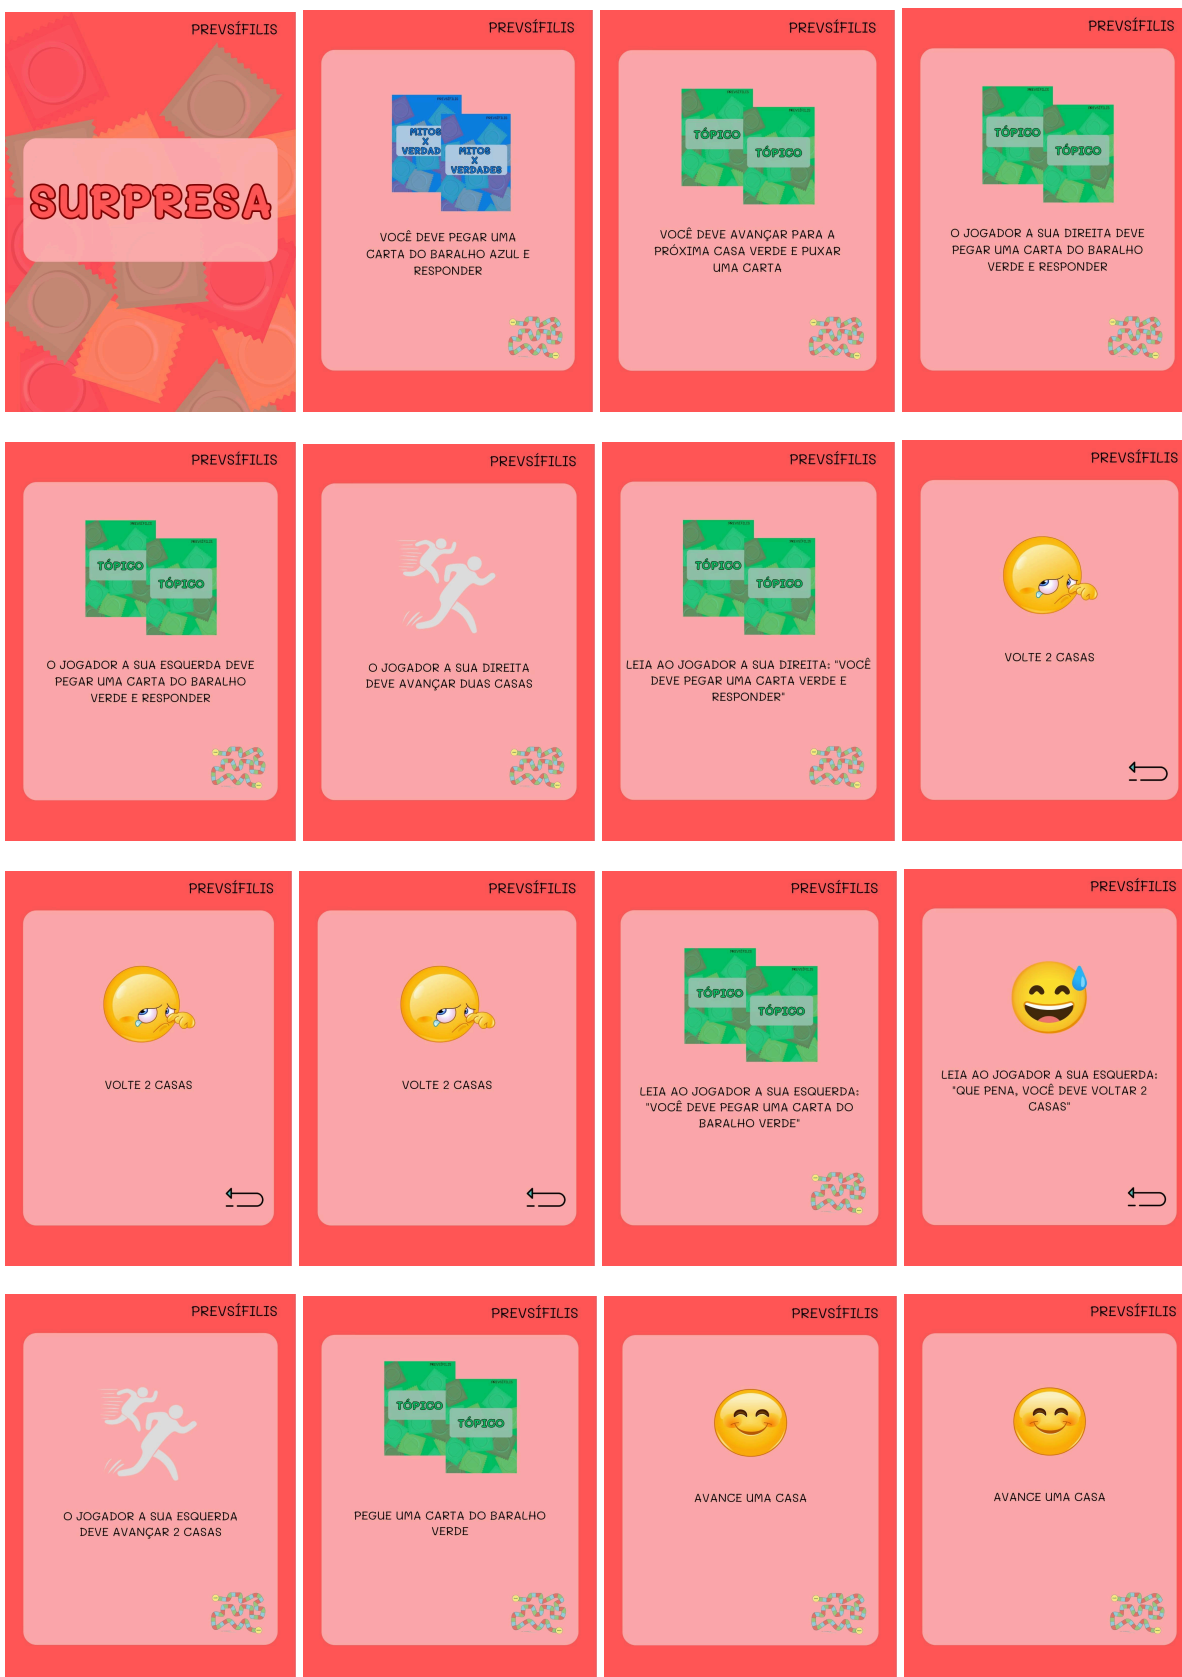 PREVSÍFILIS
SURPRESA
PREVSÍFILIS
MITOS
X
VERDAD
MITOS
X
VERDADES
VOCÊ DEVE PEGAR UMA
CARTA DO BARALHO AZUL E
RESPONDER
PREVSÍFILIS
TÓPICO
TÓPICO
VOCÊ DEVE AVANÇAR PARA A
PRÓXIMA CASA VERDE E PUXAR
UMA CARTA
PREVSÍFILIS
TÓPICO
TÓPICO
O JOGADOR A SUA DIREITA DEVE
PEGAR UMA CARTA DO BARALHO
VERDE E RESPONDER
PREVSÍFILIS
TÓPICO
TÓPICO
O JOGADOR A SUA ESQUERDA DEVE
PEGAR UMA CARTA DO BARALHO
VERDE E RESPONDER
PREVSÍFILIS
O JOGADOR A SUA DIREITA
DEVE AVANÇAR DUAS CASAS
PREVSÍFILIS
TÓPICO
TÓPICO
LEIA AO JOGADOR A SUA DIREITA: "VOCÊ
DEVE PEGAR UMA CARTA VERDE E
RESPONDER"
PREVSÍFILIS
VOLTE 2 CASAS
PREVSÍFILIS
VOLTE 2 CASAS
PREVSÍFILIS
VOLTE 2 CASAS
PREVSÍFILIS
TÓPICO
TÓPICO
LEIA AO JOGADOR A SUA ESQUERDA:
"VOCÊ DEVE PEGAR UMA CARTA DO
BARALHO VERDE"
PREVSÍFILIS
LEIA AO JOGADOR A SUA ESQUERDA:
"QUE PENA, VOCÊ DEVE VOLTAR 2
CASAS"
PREVSÍFILIS
O JOGADOR A SUA ESQUERDA
DEVE AVANÇAR 2 CASAS
PREVSÍFILIS
TÓPICO
TÓPICO
PEGUE UMA CARTA DO BARALHO
VERDE
PREVSÍFILIS
AVANCE UMA CASA
PREVSÍFILIS
AVANCE UMA CASA